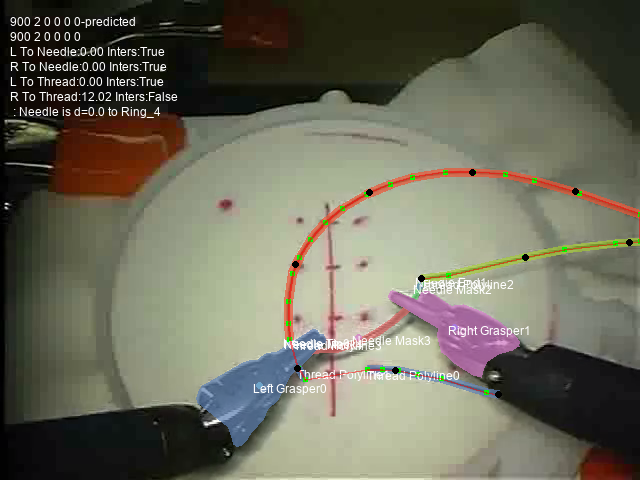 900 2 0 0 0 0-predicted
900 2 0 0 0 0
L To Needle:0.00 Inters:True
R To Needle:0.00 Inters:True
L To Thread:0.00 Inters:True
R To Thread:12.02 Inters:False
: Needle is d=0.0 to Ring_4
Needle Mask2
Right Grasper1
Needle Mask3
Thread Polyline0
Left Grasper0